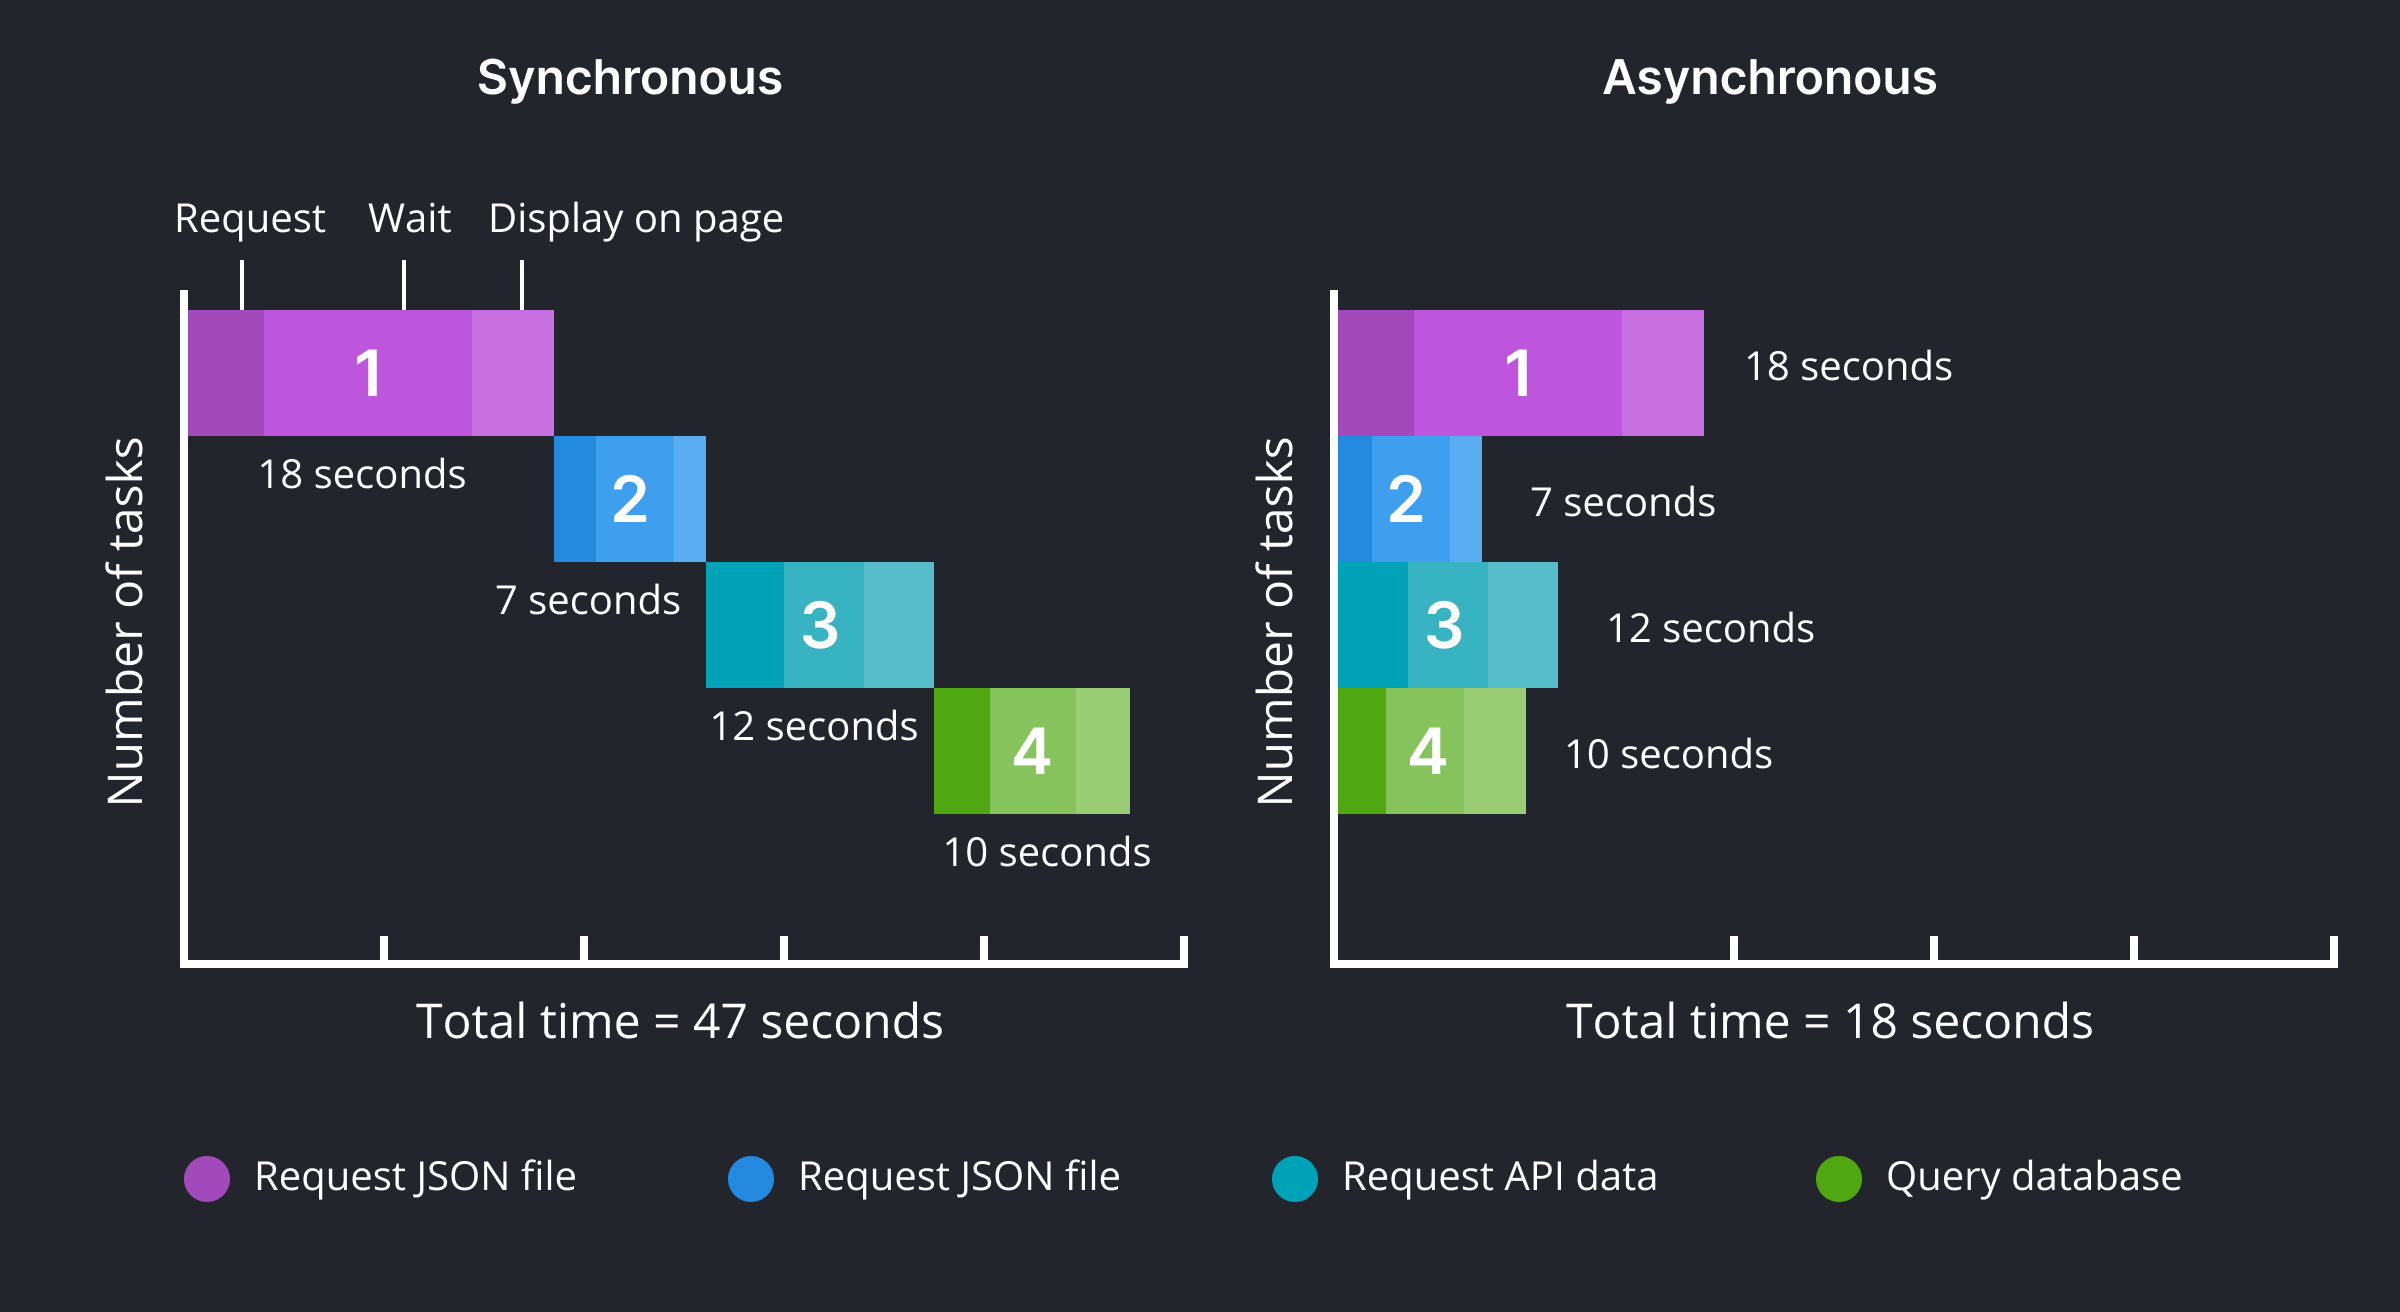 Synchronous
Request Wait Display on page
1
18 seconds
2
7 seconds
3
12 seconds
4
10 seconds
Number of tasks
Total time = 47 seconds
Asynchronous
1
18 seconds
2
7 seconds
3
12 seconds
4
10 seconds
Number of tasks
Total time = 18 seconds
Request JSON file
Request JSON file
Request API data
Query database